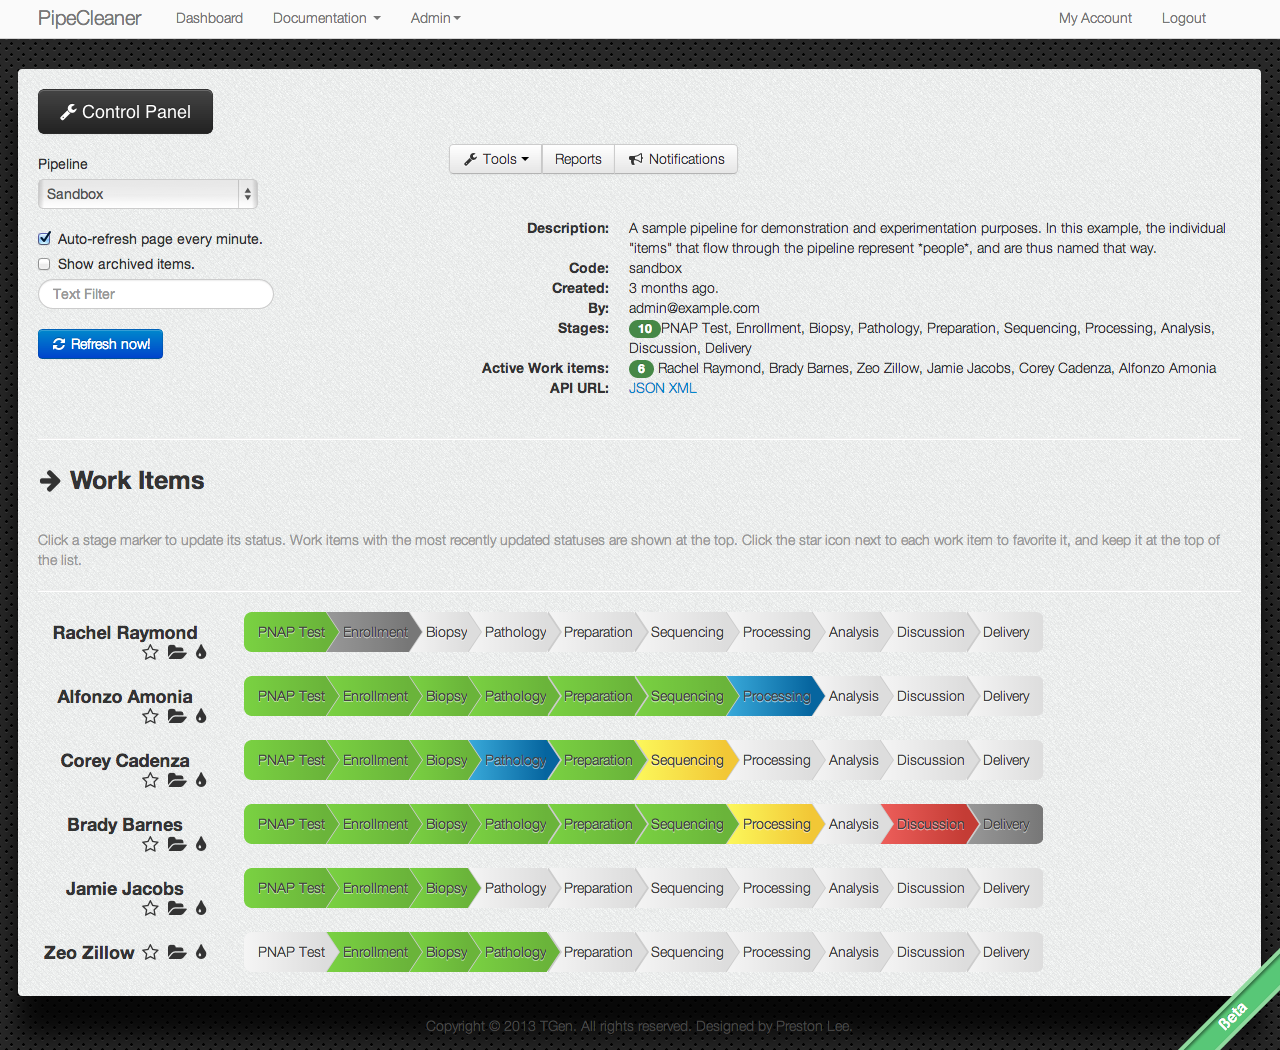 PipeCleaner Dashboard Documentation Admin My Account Logout
Control Panel
Tools Reports Notifications
Pipeline
Sandbox
Auto-refresh page every minute.
Show archived items.
Text Filter
Refresh now!
Description: A sample pipeline for demonstration and experimentation purposes. In this example, the individual
"items" that flow through the pipeline represent *people*, and are thus named that way.
Code: sandbox
Created: 3 months ago.
By: admin@example.com
Stages: 10 PNAP Test, Enrollment, Biopsy, Pathology, Preparation, Sequencing, Processing, Analysis,
Discussion, Delivery
Active Work items: 6 Rachel Raymond, Brady Barnes, Zeo Zillow, Jamie Jacobs, Corey Cadenza, Alfonzo Amonia
API URL: JSON XML
Work Items
Click a stage marker to update its status. Work items with the most recently updated statuses are shown at the top. Click the star icon next to each work item to favorite it, and keep it at the top of
the list.
Rachel Raymond PNAP Test Enrollment Biopsy Pathology Preparation Sequencing Processing Analysis Discussion Delivery
Alfonzo Amonia PNAP Test Enrollment Biopsy Pathology Preparation Sequencing Processing Analysis Discussion Delivery
Corey Cadenza PNAP Test Enrollment Biopsy Pathology Preparation Sequencing Processing Analysis Discussion Delivery
Brady Barnes PNAP Test Enrollment Biopsy Pathology Preparation Sequencing Processing Analysis Discussion Delivery
Jamie Jacobs PNAP Test Enrollment Biopsy Pathology Preparation Sequencing Processing Analysis Discussion Delivery
Zeo Zillow PNAP Test Enrollment Biopsy Pathology Preparation Sequencing Processing Analysis Discussion Delivery
Copyright © 2013 TGen. All rights reserved. Designed by Preston Lee.
Beta